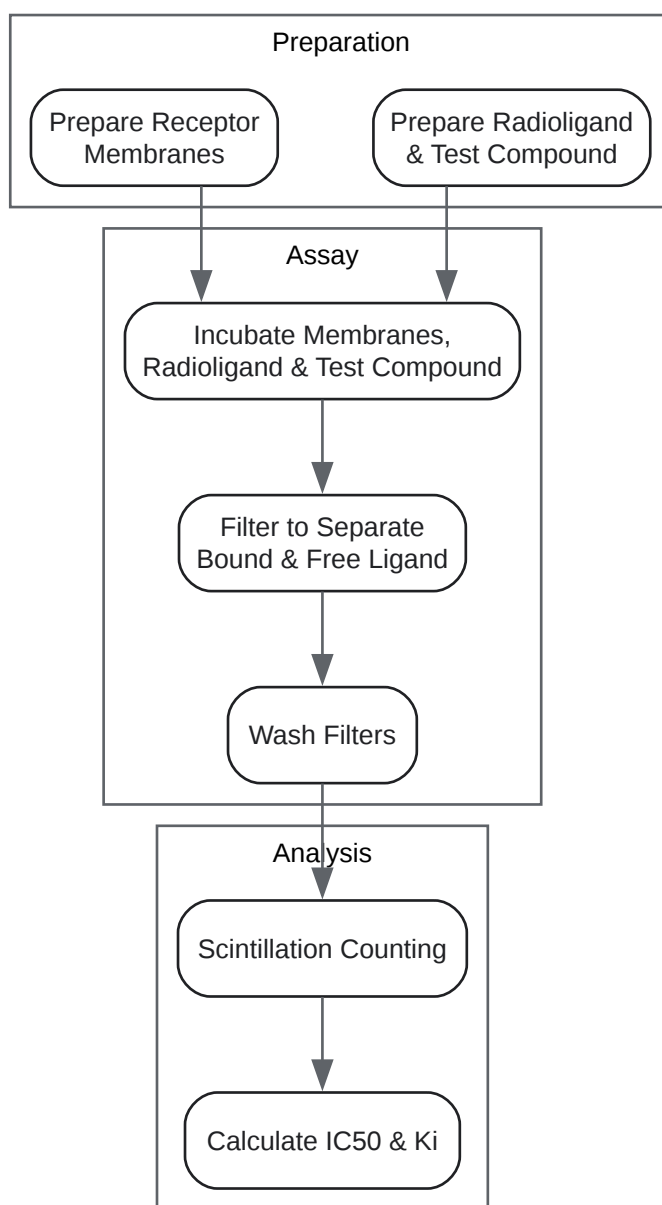 Preparation
Prepare Receptor
Membranes
Prepare Radioligand
& Test Compound
Assay
Incubate Membranes,
Radioligand & Test Compound
Filter to Separate
Bound & Free Ligand
Wash Filters
Analysis
Scintillation Counting
Calculate IC50 & Ki